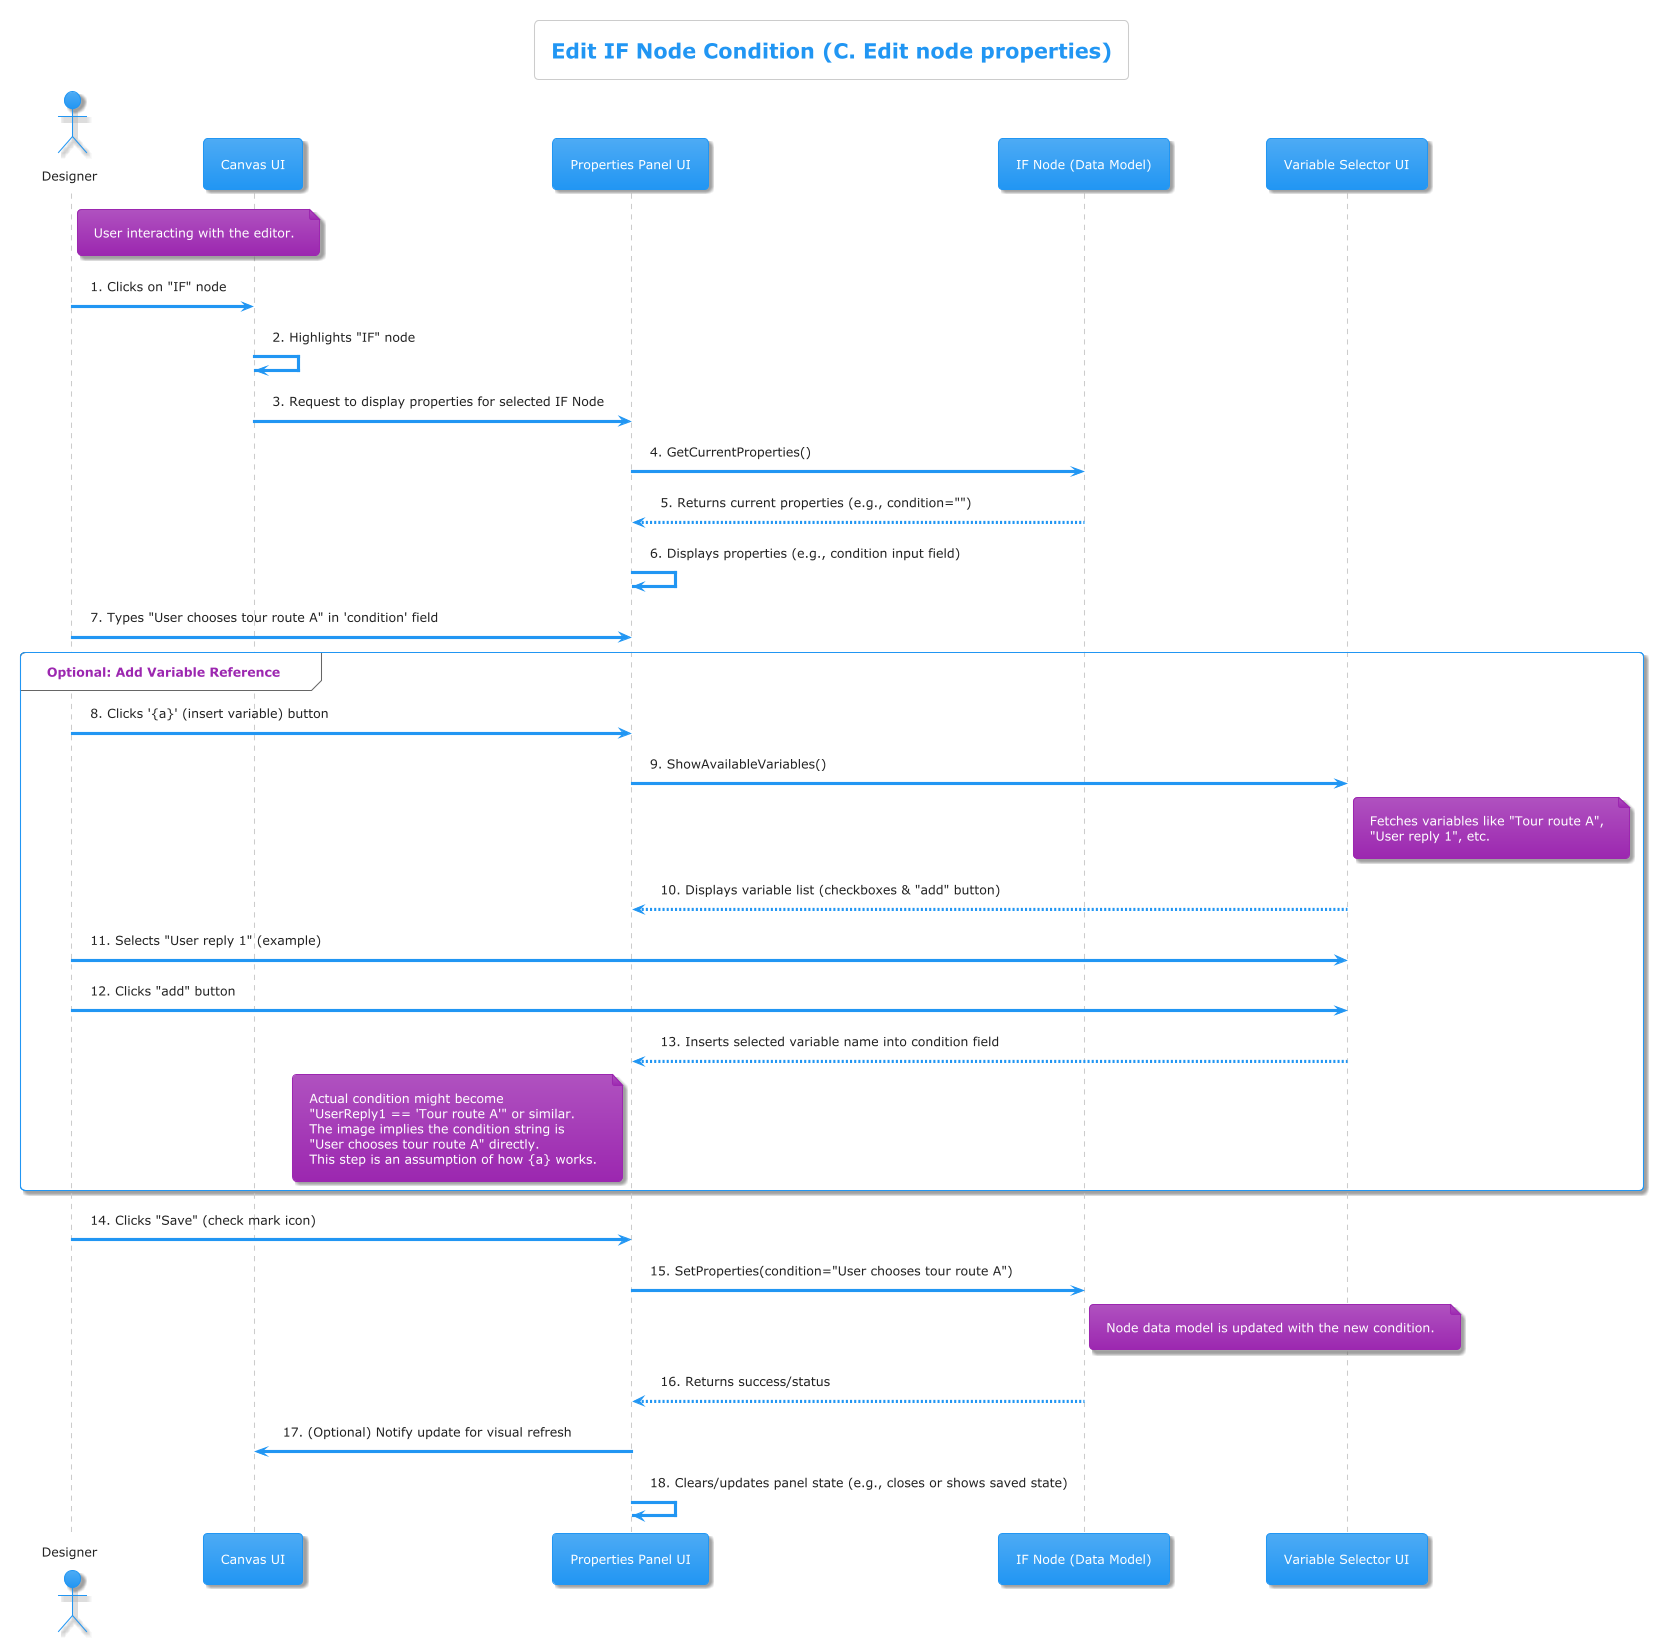 Edit IF Node Condition (C. Edit node properties)
Designer
Canvas UI
Properties Panel UI
IF Node (Data Model)
Variable Selector UI
User interacting with the editor.
1. Clicks on "IF" node
2. Highlights "IF" node
3. Request to display properties for selected IF Node
4. GetCurrentProperties()
5. Returns current properties (e.g., condition="")
6. Displays properties (e.g., condition input field)
7. Types "User chooses tour route A" in 'condition' field
Optional: Add Variable Reference
8. Clicks '{a}' (insert variable) button
9. ShowAvailableVariables()
Fetches variables like "Tour route A",
"User reply 1", etc.
10. Displays variable list (checkboxes & "add" button)
11. Selects "User reply 1" (example)
12. Clicks "add" button
13. Inserts selected variable name into condition field
Actual condition might become
"UserReply1 == 'Tour route A'" or similar.
The image implies the condition string is
"User chooses tour route A" directly.
This step is an assumption of how {a} works.
14. Clicks "Save" (check mark icon)
15. SetProperties(condition="User chooses tour route A")
Node data model is updated with the new condition.
16. Returns success/status
17. (Optional) Notify update for visual refresh
18. Clears/updates panel state (e.g., closes or shows saved state)
Designer
Canvas UI
Properties Panel UI
IF Node (Data Model)
Variable Selector UI